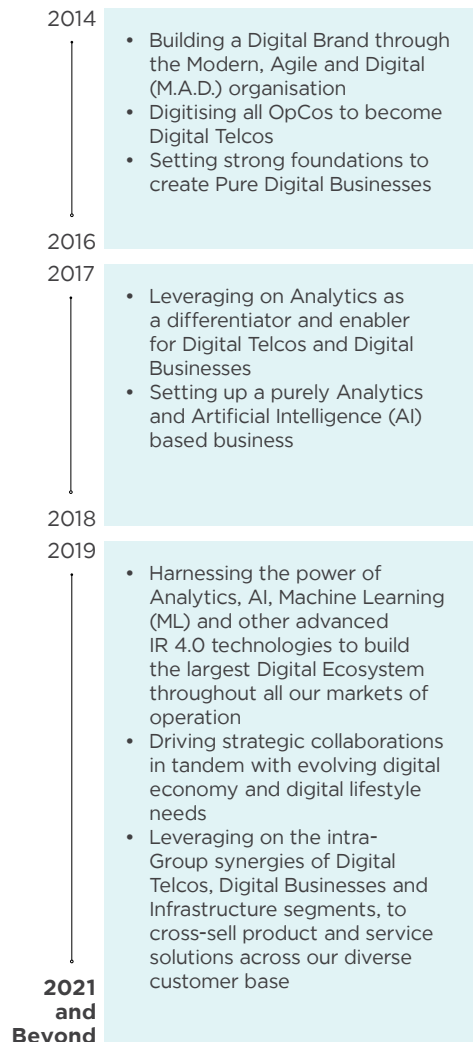 2014
• Building a Digital Brand through
the Modern, Agile and Digital
(M.A.D.) organisation
• Digitising all OpCos to become
Digital Telcos
• Setting strong foundations to
create Pure Digital Businesses
2016
2017
• Leveraging on Analytics as
a differentiator and enabler
for Digital Telcos and Digital
Businesses
• Setting up a purely Analytics
and Artificial Intelligence (AI)
based business
2018
2019
• Harnessing the power of
Analytics, AI, Machine Learning
(ML) and other advanced
IR 4.0 technologies to build
the largest Digital Ecosystem
throughout all our markets of
operation
• Driving strategic collaborations
in tandem with evolving digital
economy and digital lifestyle
needs
• Leveraging on the intra-
Group synergies of Digital
Telcos, Digital Businesses and
Infrastructure segments, to
cross-sell product and service
solutions across our diverse
customer base
2021
and
Beyond